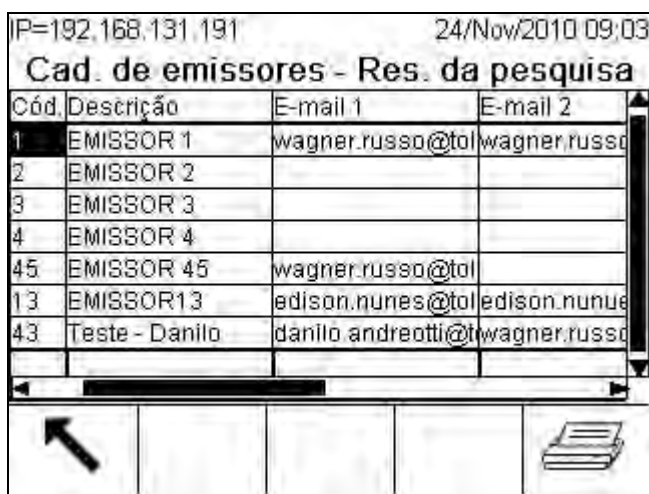 IP=192.168.131.191 24/Nov/2010 09:03
Cad. de emissores - Res. da pesquisa
Cód. Descrição E-mail 1 E-mail 2
1 EMISSOR 1 wagner.russo@tol wagner.russo
2 EMISSOR 2
3 EMISSOR 3
4 EMISSOR 4
45 EMISSOR 45 wagner.russo@tol
13 EMISSOR13 edison.nunes@tol edison.nunue
43 Teste - Danilo danilo.andreotti@t wagner.russo